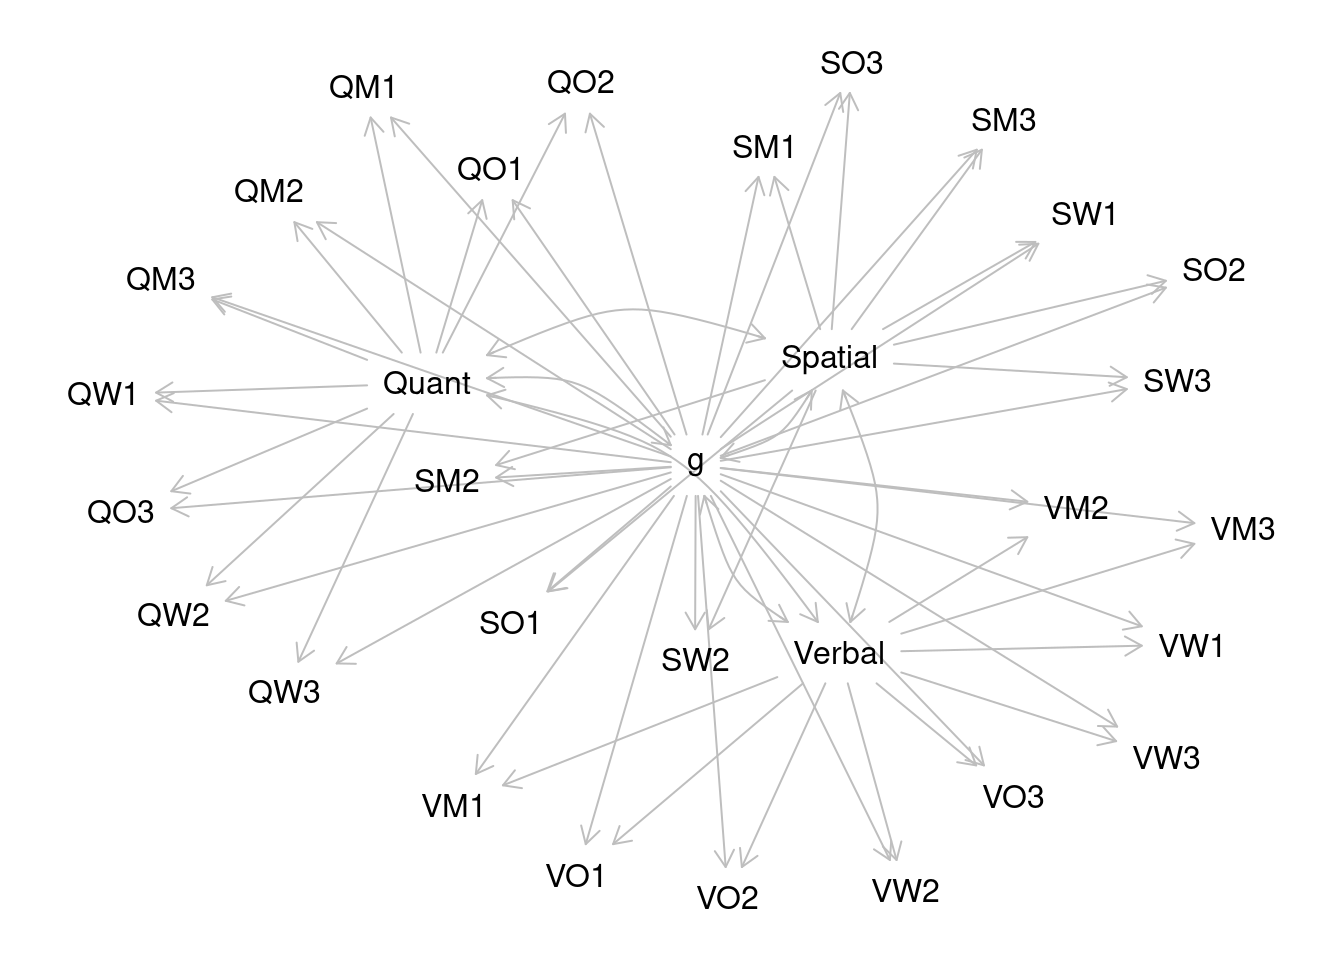 SO3
QO2
QM1
SM3
SM1
QO1
QM2
SW1
SO2
QM3
Spatial
SW3
Quant
QW1
g
SM2
VM2
QO3
VM3
QW2
SO1
VW1
Verbal
SW2
QW3
VW3
VO3
VM1
VO1
VW2
VO2